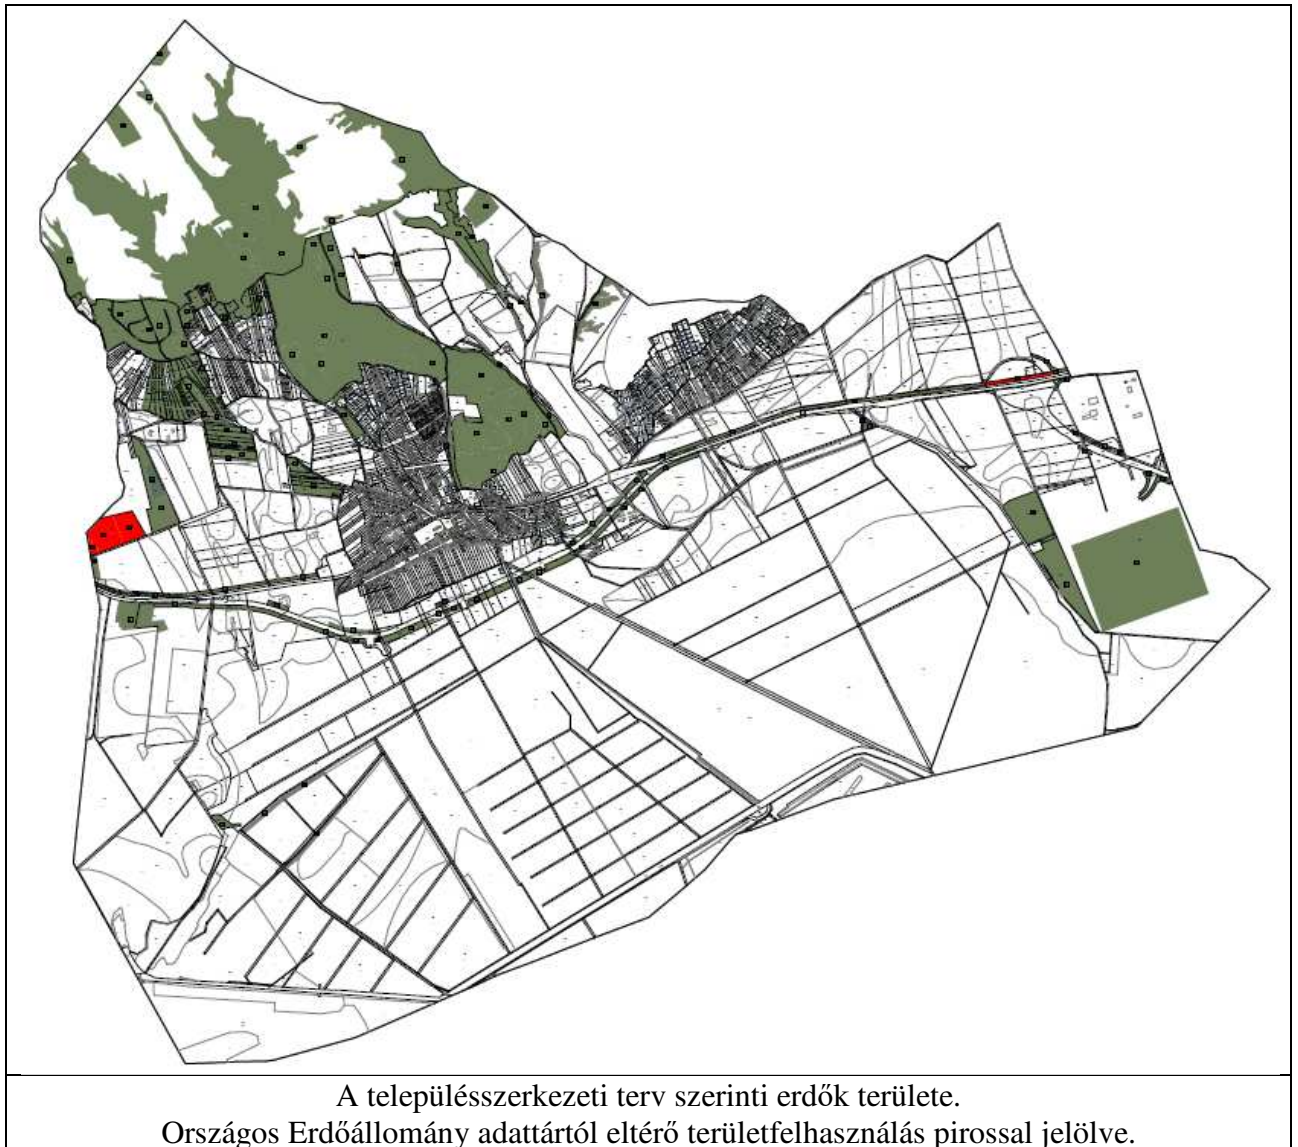 A településszerkezeti terv szerinti erdők területe.
Országos Erdőállomány adattártól eltérő területfelhasználás pirossal jelölve.